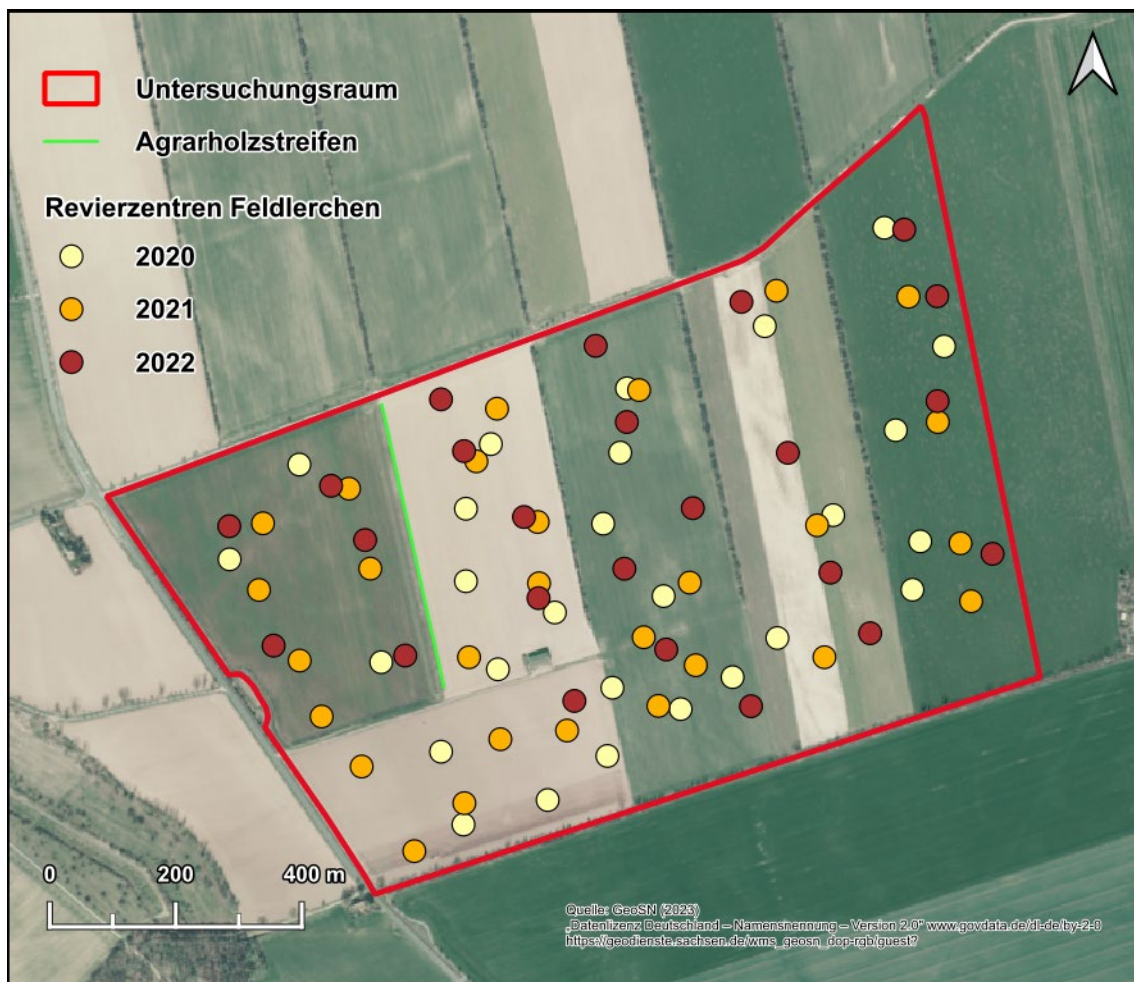 Untersuchungsraum
Agrarholzstreifen
Revierzentren Feldlerchen
2020
2021
2022
0 200 400 m
Quelle: GeoSN (2023)
„Datenlizenz Deutschland – Namensnennung – Version 2.0" www.govdata.de/dl-de/by-2-0
https://geodienste.sachsen.de/wms_geosn_dop-rgb/guest?